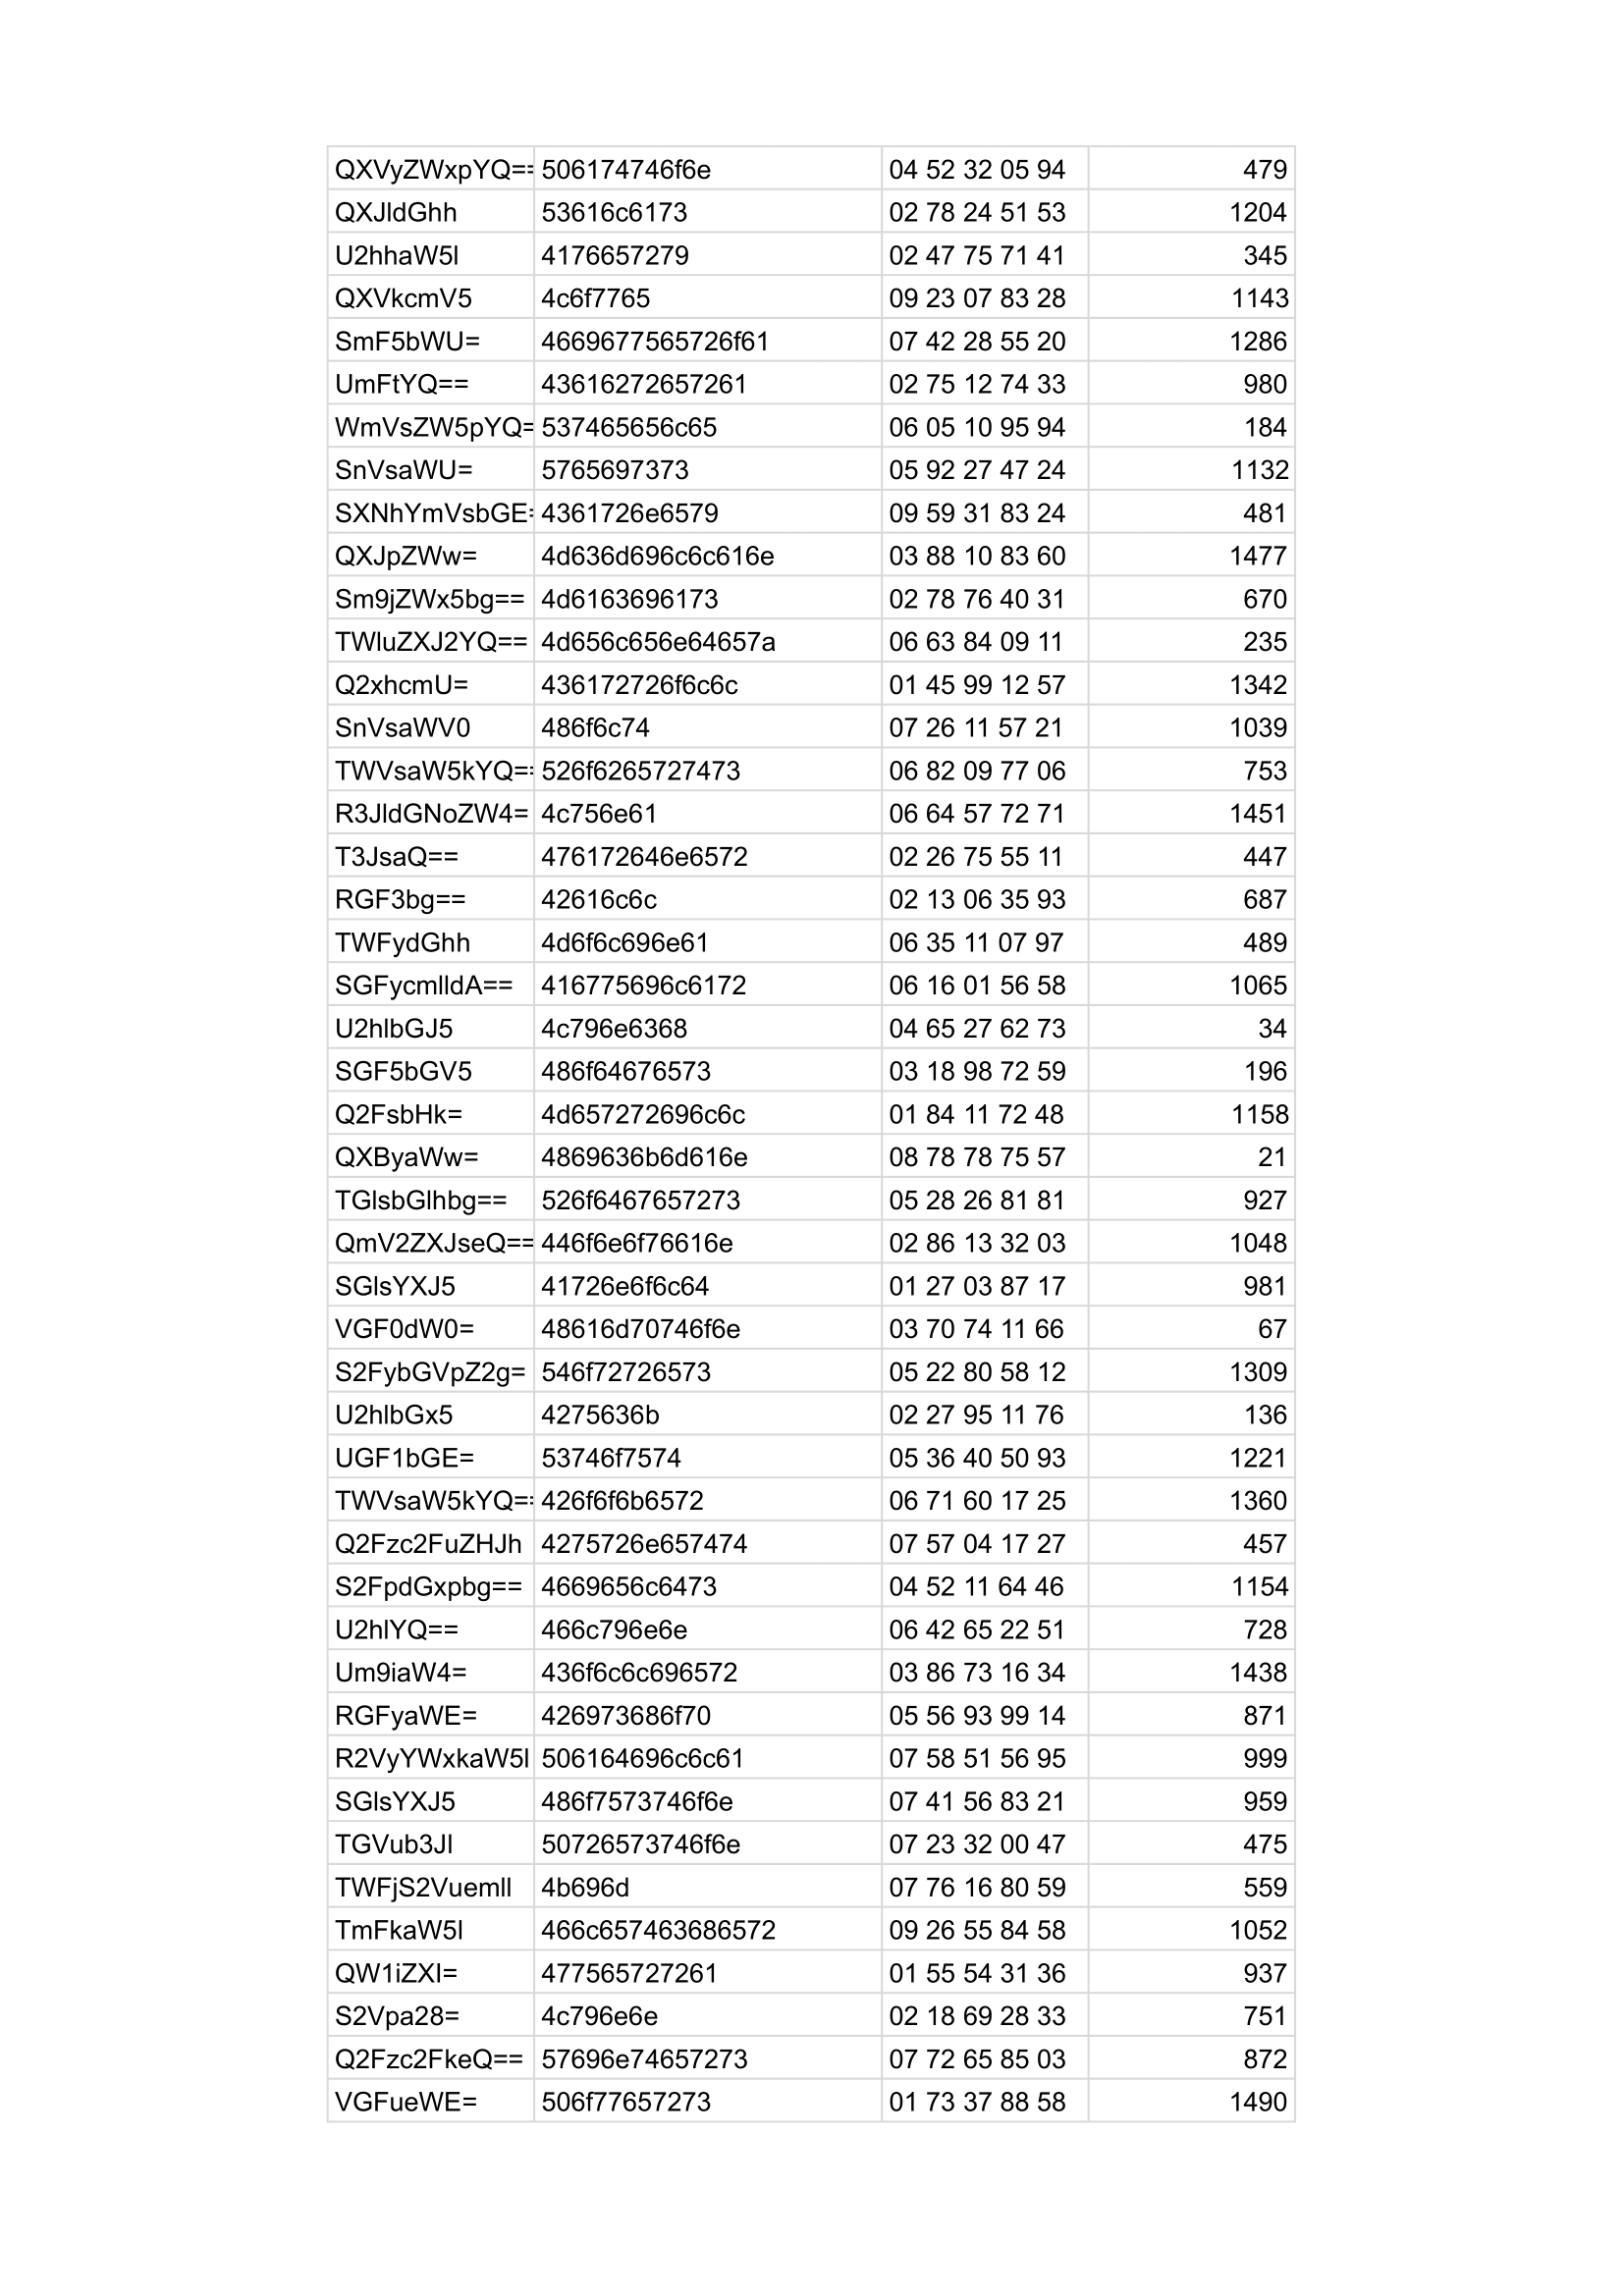 QXVyZWxpYQ== 506174746f6e 04 52 32 05 94 479
QXJldGhh 53616c6173 02 78 24 51 53 1204
U2hhaW5l 4176657279 02 47 75 71 41 345
QXVkcmV5 4c6f7765 09 23 07 83 28 1143
SmF5bWU= 4669677565726f61 07 42 28 55 20 1286
UmFtYQ== 43616272657261 02 75 12 74 33 980
WmVsZW5pYQ= 537465656c65 06 05 10 95 94 184
SnVsaWU= 5765697373 05 92 27 47 24 1132
SXNhYmVsbGE= 4361726e6579 09 59 31 83 24 481
QXJpZWw= 4d636d696c6c616e 03 88 10 83 60 1477
Sm9jZWx5bg== 4d6163696173 02 78 76 40 31 670
TWluZXJ2YQ== 4d656c656e64657a 06 63 84 09 11 235
Q2xhcmU= 436172726f6c6c 01 45 99 12 57 1342
SnVsaWV0 486f6c74 07 26 11 57 21 1039
TWVsaW5kYQ== 526f6265727473 06 82 09 77 06 753
R3JldGNoZW4= 4c756e61 06 64 57 72 71 1451
T3JsaQ== 476172646e6572 02 26 75 55 11 447
RGF3bg== 42616c6c 02 13 06 35 93 687
TWFydGhh 4d6f6c696e61 06 35 11 07 97 489
SGFycmlldA== 416775696c6172 06 16 01 56 58 1065
U2hlbGJ5 4c796e6368 04 65 27 62 73 34
SGF5bGV5 486f64676573 03 18 98 72 59 196
Q2FsbHk= 4d657272696c6c 01 84 11 72 48 1158
QXByaWw= 4869636b6d616e 08 78 78 75 57 21
TGlsbGlhbg== 526f6467657273 05 28 26 81 81 927
QmV2ZXJseQ== 446f6e6f76616e 02 86 13 32 03 1048
SGlsYXJ5 41726e6f6c64 01 27 03 87 17 981
VGF0dW0= 48616d70746f6e 03 70 74 11 66 67
S2FybGVpZ2g= 546f72726573 05 22 80 58 12 1309
U2hlbGx5 4275636b 02 27 95 11 76 136
UGF1bGE= 53746f7574 05 36 40 50 93 1221
TWVsaW5kYQ== 426f6f6b6572 06 71 60 17 25 1360
Q2Fzc2FuZHJh 4275726e657474 07 57 04 17 27 457
S2FpdGxpbg== 4669656c6473 04 52 11 64 46 1154
U2hlYQ== 466c796e6e 06 42 65 22 51 728
Um9iaW4= 436f6c6c696572 03 86 73 16 34 1438
RGFyaWE= 426973686f70 05 56 93 99 14 871
R2VyYWxkaW5l 506164696c6c61 07 58 51 56 95 999
SGlsYXJ5 486f7573746f6e 07 41 56 83 21 959
TGVub3Jl 50726573746f6e 07 23 32 00 47 475
TWFjS2Vuemll 4b696d 07 76 16 80 59 559
TmFkaW5l 466c657463686572 09 26 55 84 58 1052
QW1iZXI= 477565727261 01 55 54 31 36 937
S2Vpa28= 4c796e6e 02 18 69 28 33 751
Q2Fzc2FkeQ== 57696e74657273 07 72 65 85 03 872
VGFueWE= 506f77657273 01 73 37 88 58 1490